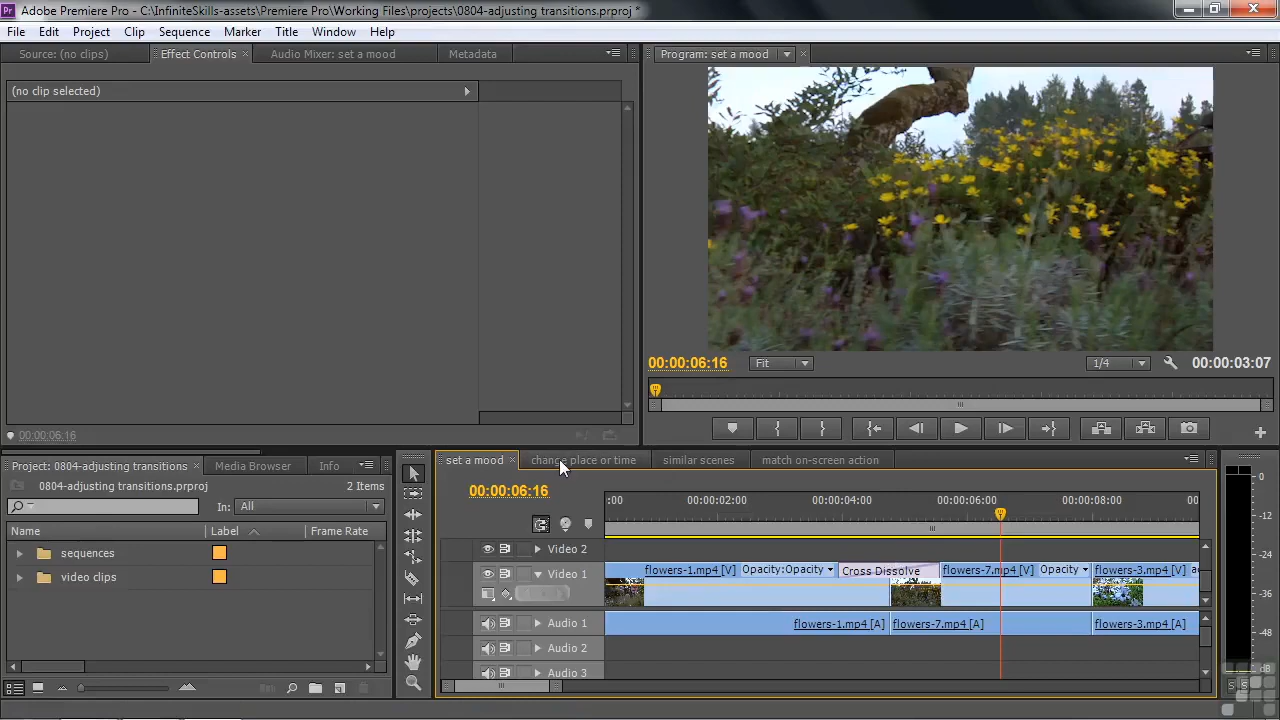 Pr Adobe Premiere Pro - C:\InfiniteSkills-assets\Premiere Pro\Working Files\projects\0804-adjusting transitions.prproj *
File Edit Project Clip Sequence Marker Title Window Help
Source: (no clips) Effect Controls Audio Mixer: set a mood Metadata
Program: set a mood
(no clip selected)
00:00:06:16 Fit 1/4 00:00:03:07
00:00:06:16
Project: 0804-adjusting transitions Media Browser Info
0804-adjusting transitions.prproj 2 Items
In: All
Name Label Frame Rate
sequences
video clips
set a mood change place or time similar scenes match on-screen action
00:00:06:16
:00 00:00:02:00 00:00:04:00 00:00:06:00 00:00:08:00 00
Video 2
Video 1
flowers-1.mp4 [V] Opacity:Opacity Cross Dissolve flowers-7.mp4 [V] Opacity flowers-3.mp4 [V]
Audio 1 flowers-1.mp4 [A] flowers-7.mp4 [A] flowers-3.mp4 [A]
Audio 2
Audio 3
0
-12
-24
-36
-48
dB
S S